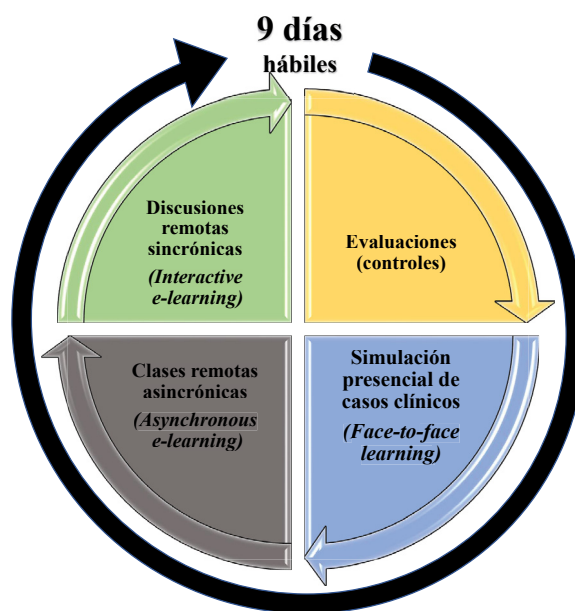 9 días
hábiles
Discusiones
remotas
sincrónicas
(Interactive
e-learning)
Evaluaciones
(controles)
Clases remotas
asincrónicas
(Asynchronous
e-learning)
Simulación
presencial de
casos clínicos
(Face-to-face
learning)